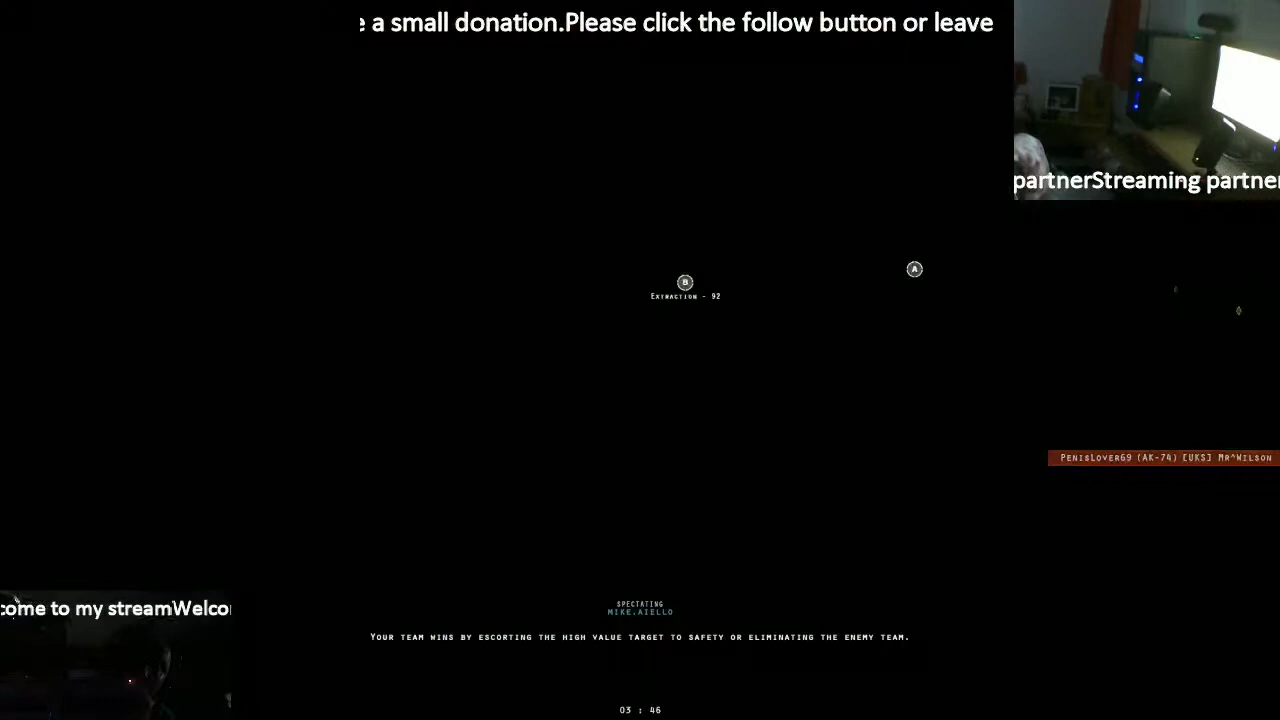 a small donation.Please click the follow button or leave
partnerStreaming partner
A
B
Extraction - 92
PenisLover69 (AK-74) [UKS] Mr^Wilson
come to my streamWelco
SPECTATING
MIKE.AIELLO
Your team wins by escorting the high value target to safety or eliminating the enemy team.
03 : 46